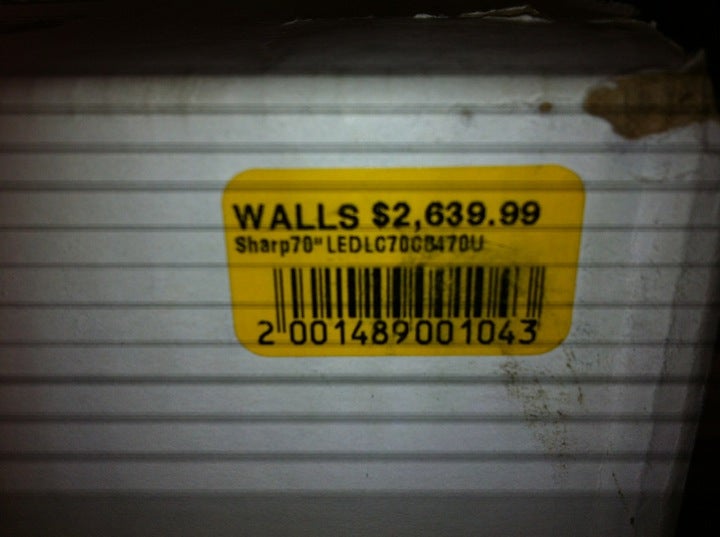 WALLS $2,639.99
Sharp70" LEDLC70C8470U
2 001489 001043